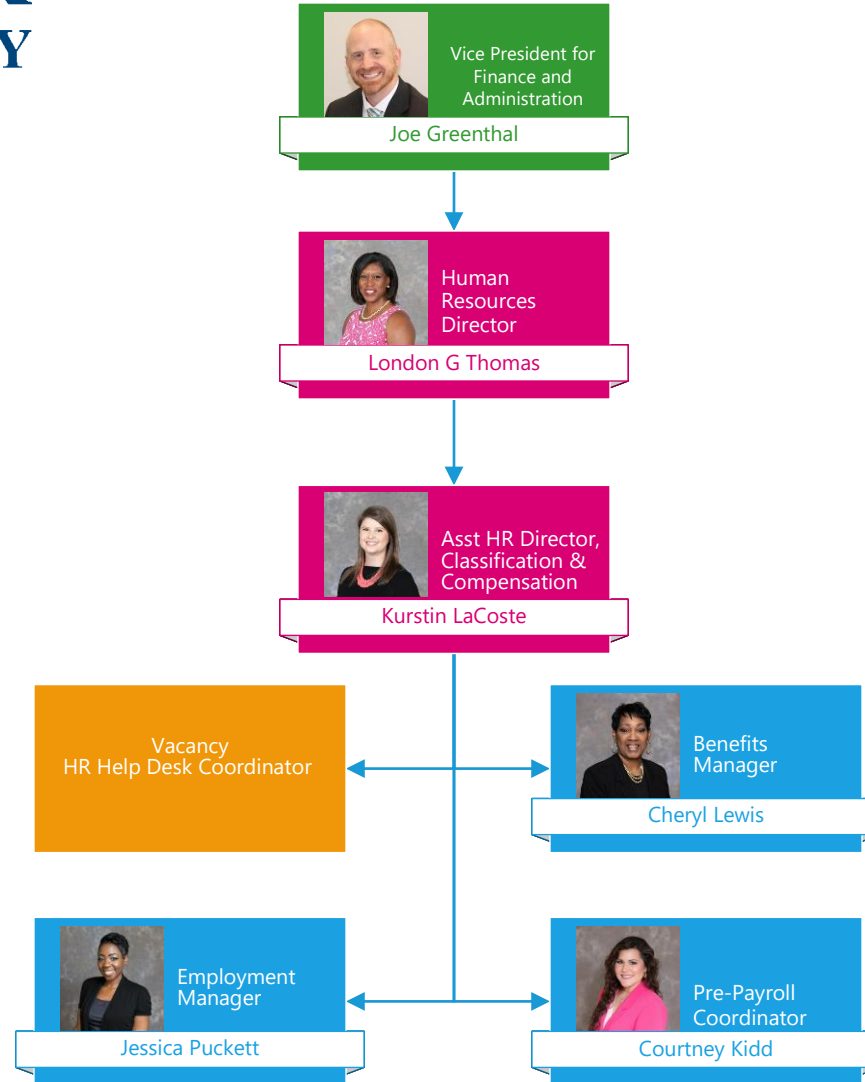 Y
Vice President for
Finance and
Administration
Joe Greenthal
Human
Resources
Director
London G Thomas
Asst HR Director,
Classification &
Compensation
Kurstin LaCoste
Vacancy
HR Help Desk Coordinator
Benefits
Manager
Cheryl Lewis
Employment
Manager
Jessica Puckett
Pre-Payroll
Coordinator
Courtney Kidd